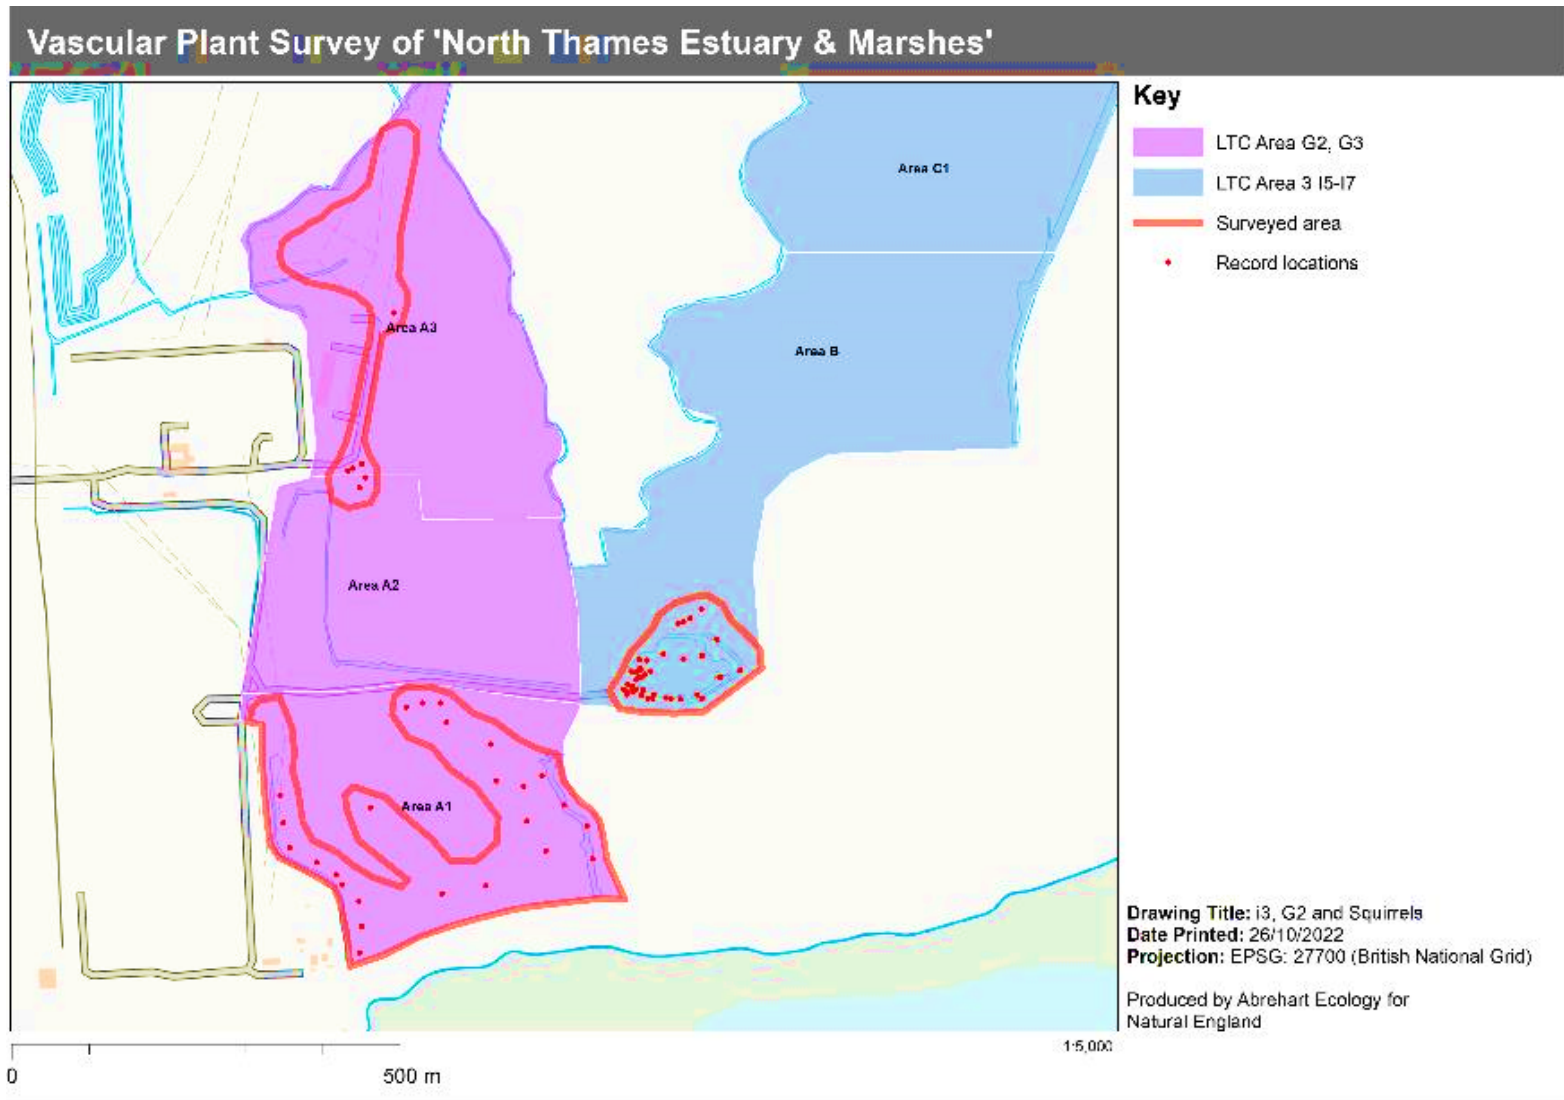 Vascular Plant Survey of 'North Thames Estuary & Marshes'
Key
LTC Area G2, G3
LTC Area 3 I5-I7
Surveyed area
Record locations
Area C1
Area B
Area A3
Area A2
Area A1
Drawing Title: i3, G2 and Squirrels
Date Printed: 26/10/2022
Projection: EPSG: 27700 (British National Grid)
Produced by Abrehart Ecology for
Natural England
1:5,000
0 500 m